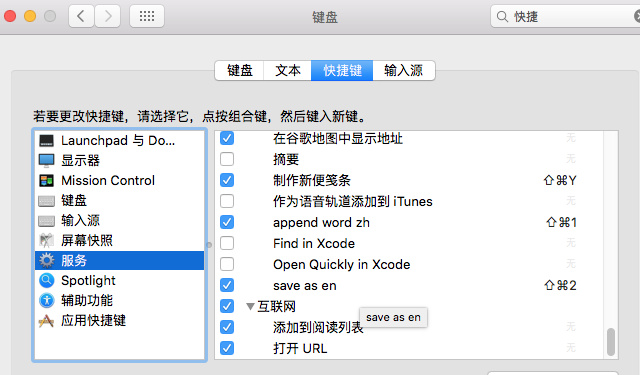 键盘
快捷
键盘 文本 快捷键 输入源
若要更改快捷键，请选择它，点按组合键，然后键入新键。
Launchpad 与 Do...
显示器
Mission Control
键盘
输入源
屏幕快照
服务
Spotlight
辅助功能
应用快捷键
在谷歌地图中显示地址 无
摘要 无
制作新便笺条 ⇧⌘Y
作为语音轨道添加到 iTunes 无
append word zh ⇧⌘1
Find in Xcode 无
Open Quickly in Xcode 无
save as en ⇧⌘2
互联网
save as en
添加到阅读列表 无
打开 URL 无